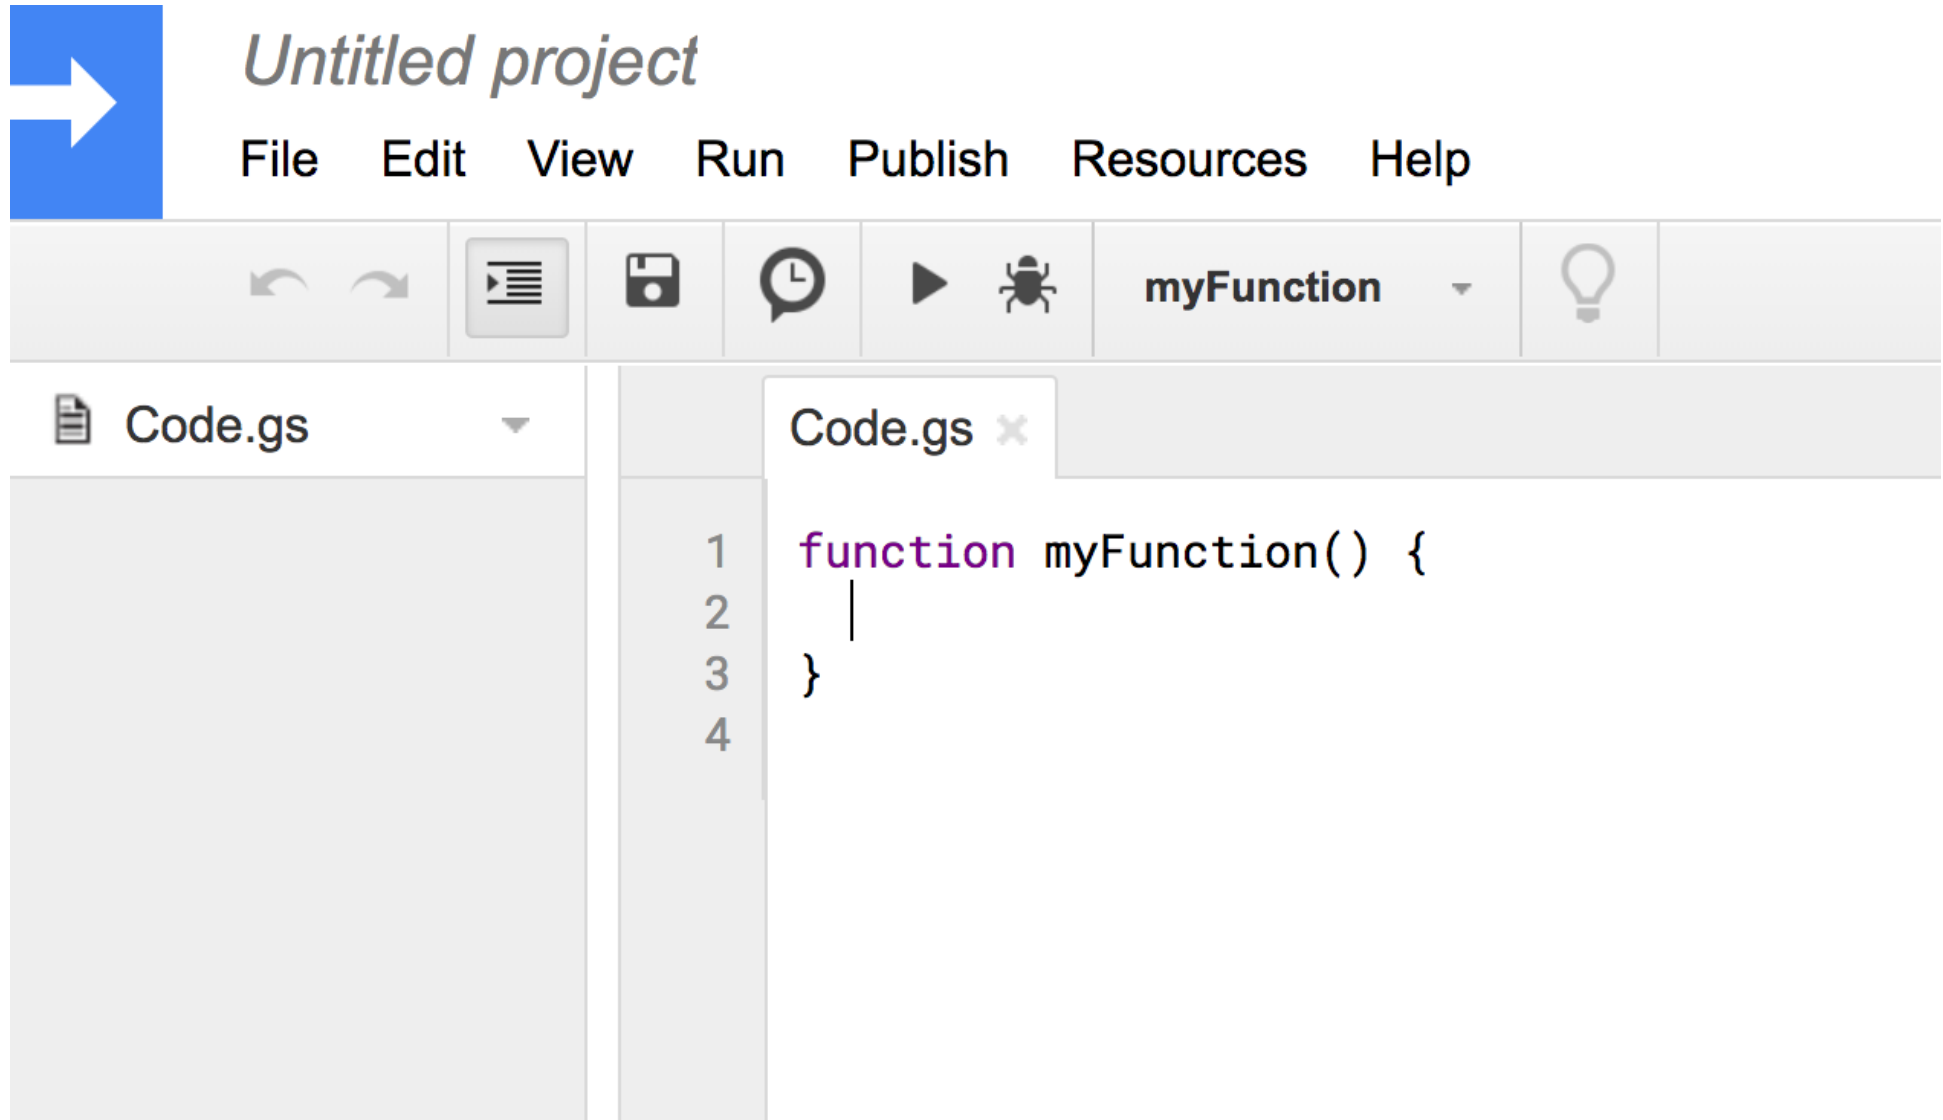 Untitled project
File Edit View Run Publish Resources Help
myFunction
Code.gs
Code.gs
1 function myFunction() {
2
3 }
4